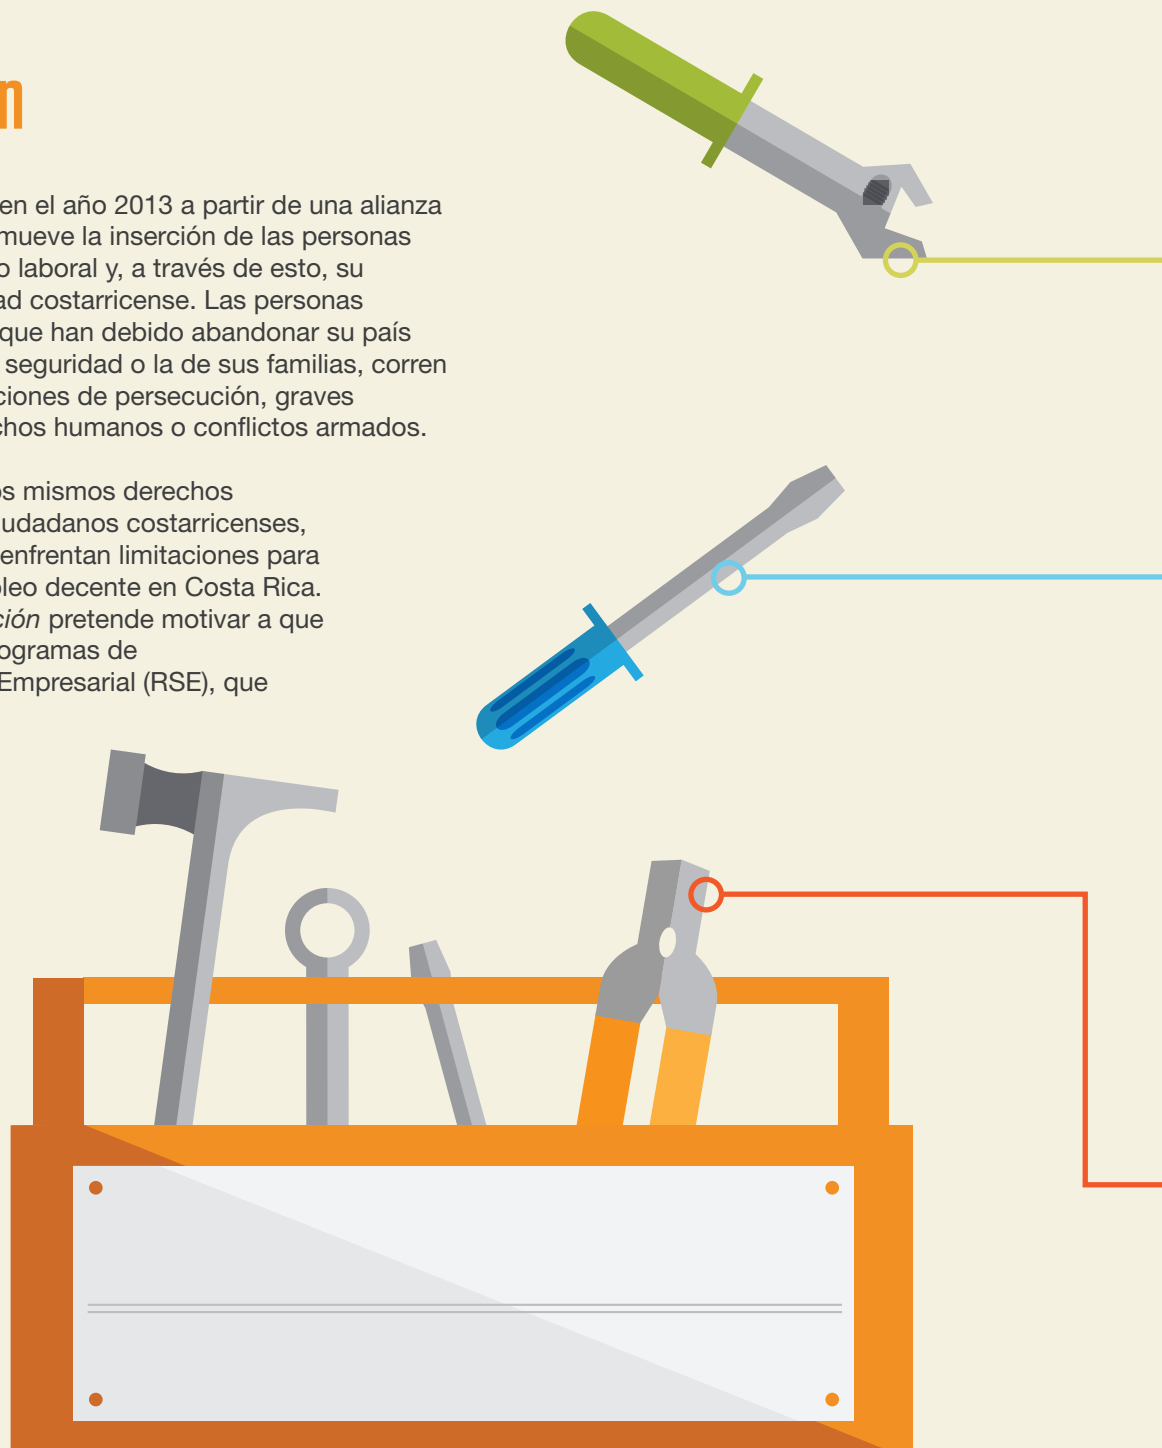 n
en el año 2013 a partir de una alianza
mueve la inserción de las personas
o laboral y, a través de esto, su
ad costarricense. Las personas
que han debido abandonar su país
seguridad o la de sus familias, corren
ciones de persecución, graves
chos humanos o conflictos armados.
os mismos derechos
udadanos costarricenses,
enfrentan limitaciones para
leo decente en Costa Rica.
ción pretende motivar a que
ogramas de
Empresarial (RSE), que